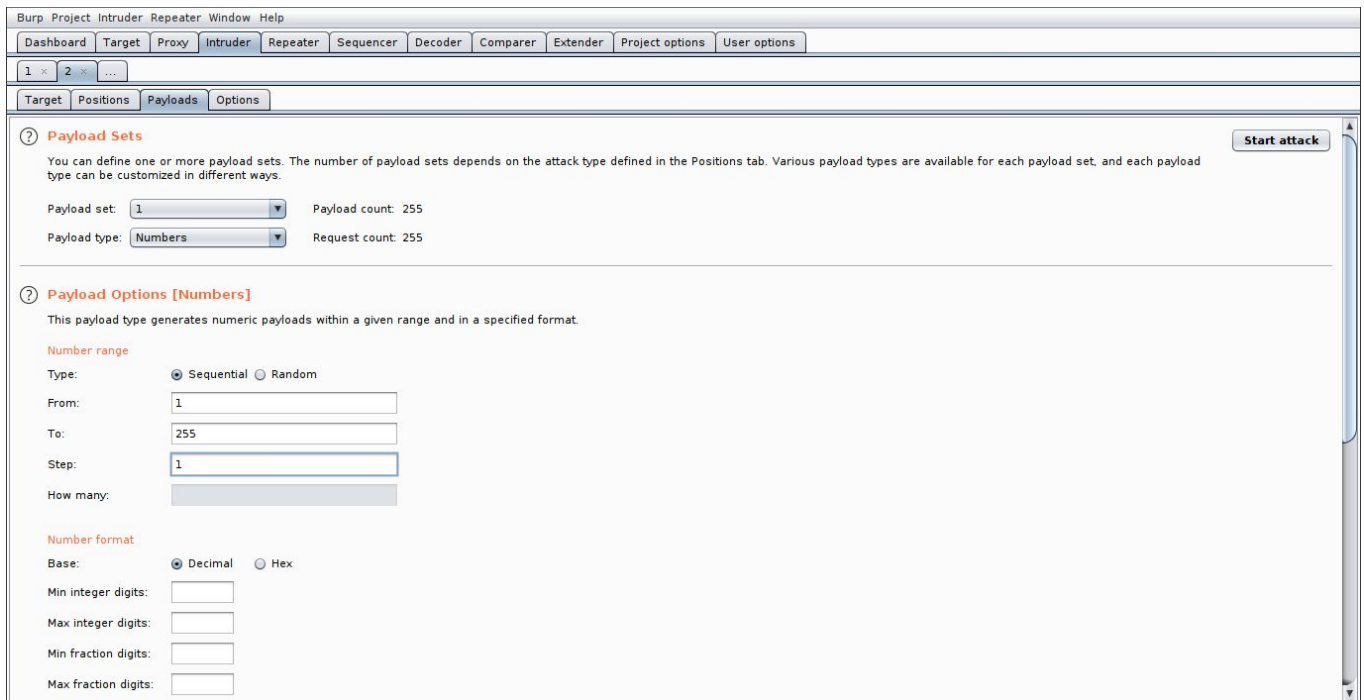 Burp Project Intruder Repeater Window Help
Dashboard Target Proxy Intruder Repeater Sequencer Decoder Comparer Extender Project options User options
1 × 2 × ...
Target Positions Payloads Options
? Payload Sets
Start attack
You can define one or more payload sets. The number of payload sets depends on the attack type defined in the Positions tab. Various payload types are available for each payload set, and each payload
type can be customized in different ways.
Payload set: 1 Payload count: 255
Payload type: Numbers Request count: 255
? Payload Options [Numbers]
This payload type generates numeric payloads within a given range and in a specified format.
Number range
Type: Sequential Random
From: 1
To: 255
Step: 1
How many:
Number format
Base: Decimal Hex
Min integer digits:
Max integer digits:
Min fraction digits:
Max fraction digits: